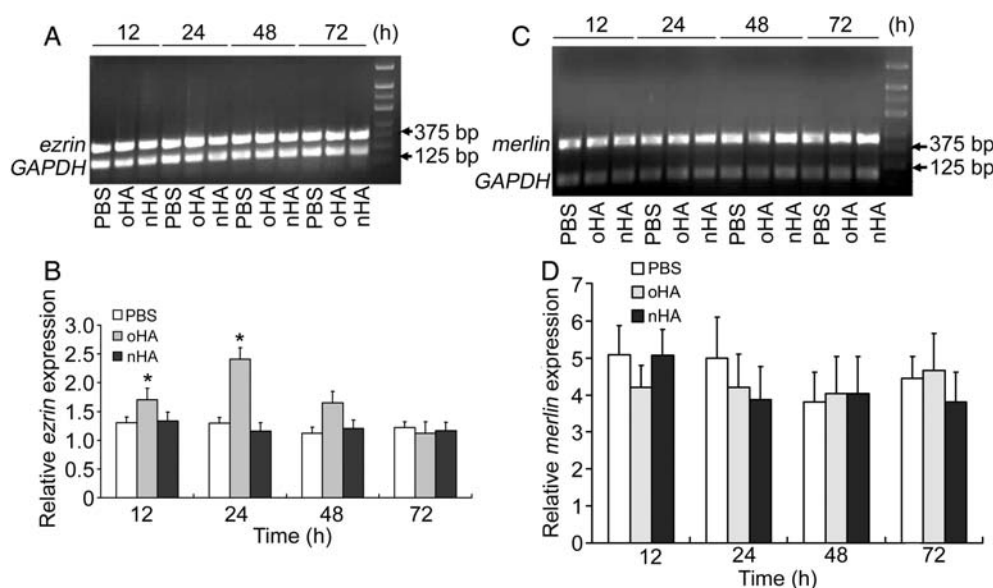 A
12 24 48 72 (h)
ezrin
GAPDH
375 bp
125 bp
PBS oHA nHA PBS oHA nHA PBS oHA nHA PBS oHA nHA
C
12 24 48 72 (h)
merlin
GAPDH
375 bp
125 bp
PBS oHA nHA PBS oHA nHA PBS oHA nHA PBS oHA nHA
B
Relative ezrin expression
PBS
oHA
nHA
3.0
2.5
2.0
1.5
1.0
0.5
0
* *
12 24 48 72
Time (h)
D
Relative merlin expression
PBS
oHA
nHA
7
6
5
4
3
2
1
0
12 24 48 72
Time (h)